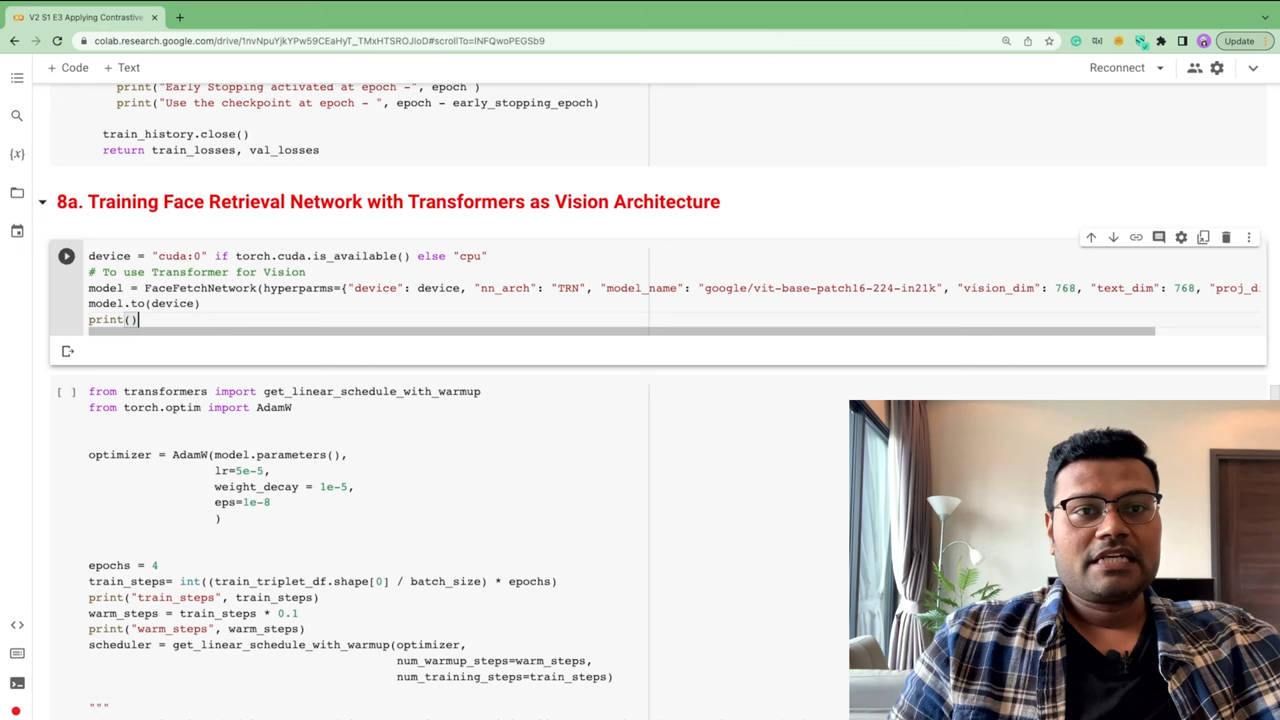 V2 S1 E3 Applying Contrastive
colab.research.google.com/drive/1nvNpuYjkYPw59CEaHyT_TMxHTSROJloD#scrollTo=lNFQwoPEGSb9
Update
+ Code + Text
Reconnect
print("Early Stopping activated at epoch -", epoch )
print("Use the checkpoint at epoch - ", epoch - early_stopping_epoch)
train_history.close()
return train_losses, val_losses
8a. Training Face Retrieval Network with Transformers as Vision Architecture
device = "cuda:0" if torch.cuda.is_available() else "cpu"
# To use Transformer for Vision
model = FaceFetchNetwork(hyperparms={"device": device, "nn_arch": "TRN", "model_name": "google/vit-base-patch16-224-in21k", "vision_dim": 768, "text_dim": 768, "proj_di
model.to(device)
print()
[ ]
from transformers import get_linear_schedule_with_warmup
from torch.optim import AdamW
optimizer = AdamW(model.parameters(),
lr=5e-5,
weight_decay = 1e-5,
eps=1e-8
)
epochs = 4
train_steps= int((train_triplet_df.shape[0] / batch_size) * epochs)
print("train_steps", train_steps)
warm_steps = train_steps * 0.1
print("warm_steps", warm_steps)
scheduler = get_linear_schedule_with_warmup(optimizer,
num_warmup_steps=warm_steps,
num_training_steps=train_steps)
"""